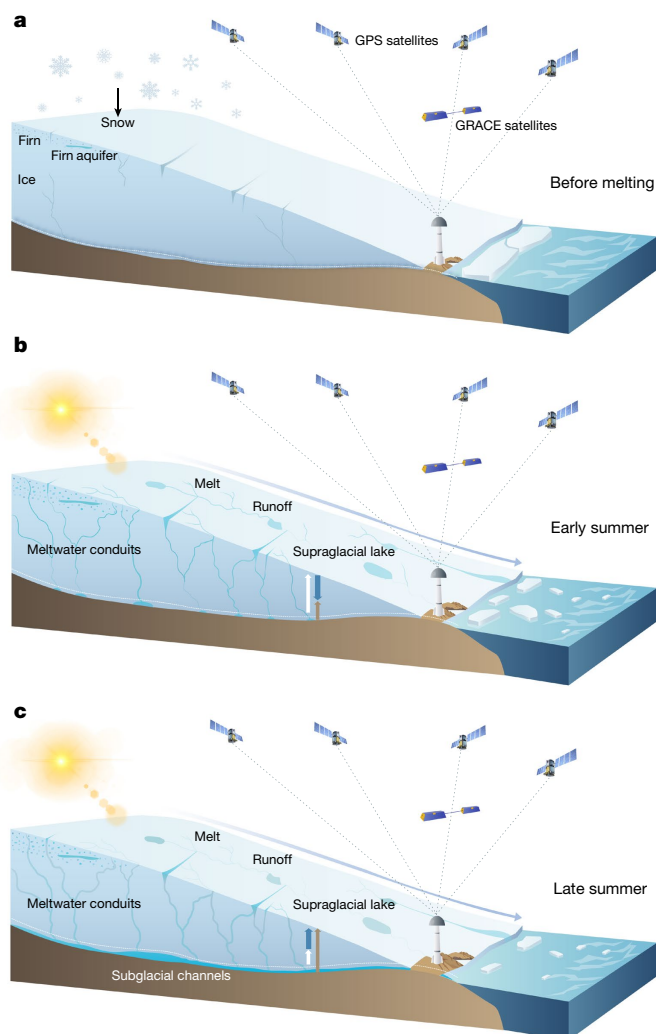 a
GPS satellites
GRACE satellites
Snow
Firn
Firn aquifer
Ice
Before melting
b
Melt
Runoff
Early summer
Meltwater conduits
Supraglacial lake
c
Melt
Runoff
Late summer
Meltwater conduits
Supraglacial lake
Subglacial channels